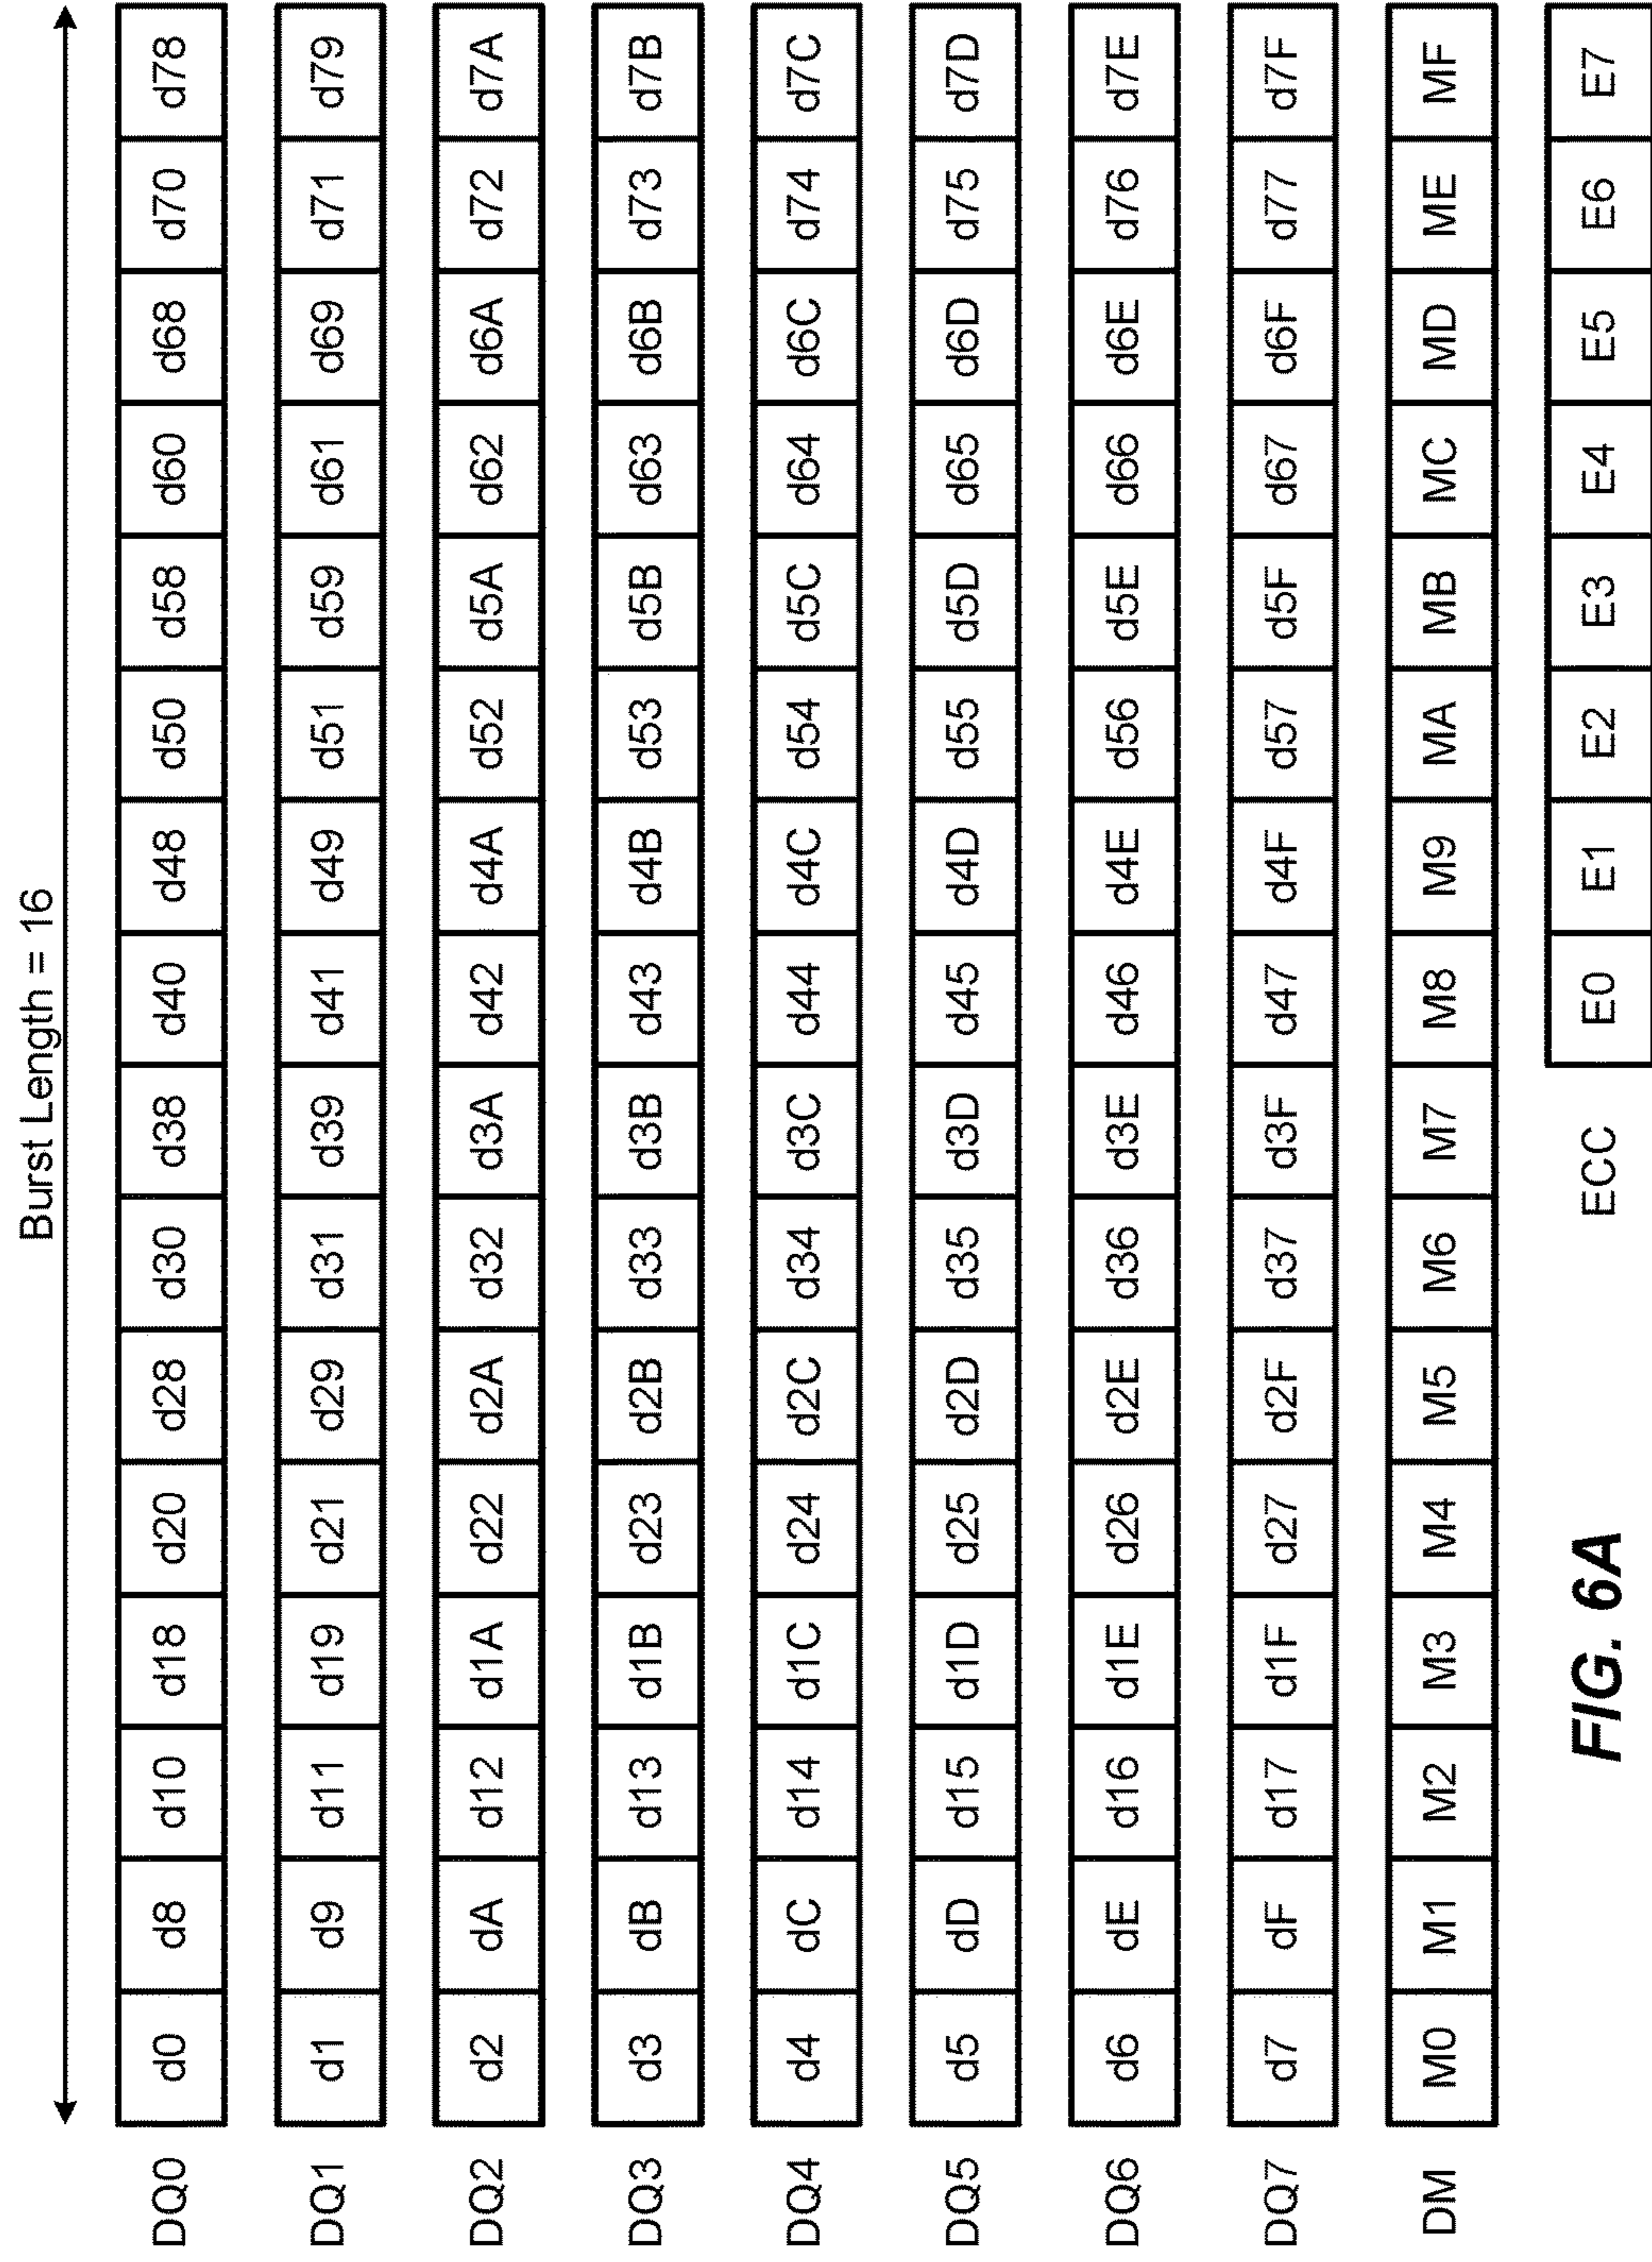 Burst Length = 16
DQ0 d0 d8 d10 d18 d20 d28 d30 d38 d40 d48 d50 d58 d60 d68 d70 d78
DQ1 d1 d9 d11 d19 d21 d29 d31 d39 d41 d49 d51 d59 d61 d69 d71 d79
DQ2 d2 dA d12 d1A d22 d2A d32 d3A d42 d4A d52 d5A d62 d6A d72 d7A
DQ3 d3 dB d13 d1B d23 d2B d33 d3B d43 d4B d53 d5B d63 d6B d73 d7B
DQ4 d4 dC d14 d1C d24 d2C d34 d3C d44 d4C d54 d5C d64 d6C d74 d7C
DQ5 d5 dD d15 d1D d25 d2D d35 d3D d45 d4D d55 d5D d65 d6D d75 d7D
DQ6 d6 dE d16 d1E d26 d2E d36 d3E d46 d4E d56 d5E d66 d6E d76 d7E
DQ7 d7 dF d17 d1F d27 d2F d37 d3F d47 d4F d57 d5F d67 d6F d77 d7F
DM M0 M1 M2 M3 M4 M5 M6 M7 M8 M9 MA MB MC MD ME MF
ECC E0 E1 E2 E3 E4 E5 E6 E7
FIG. 6A